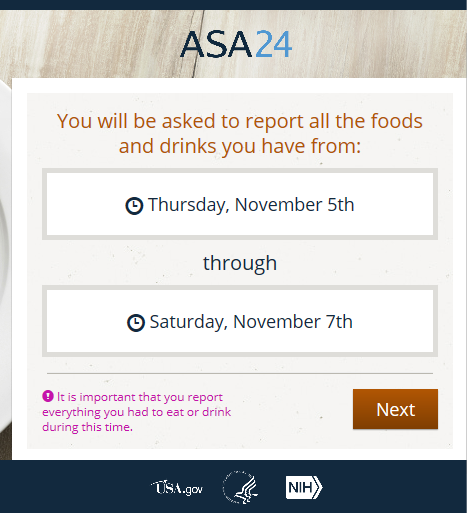 ASA24
You will be asked to report all the foods
and drinks you have from:
Thursday, November 5th
through
Saturday, November 7th
It is important that you report
everything you had to eat or drink
during this time.
Next
USA.gov
NIH